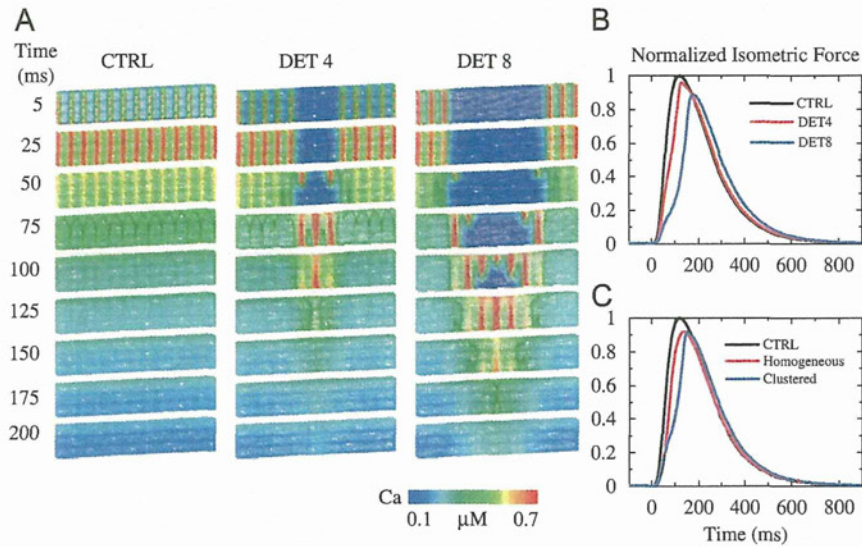 A
Time
(ms)
CTRL
DET 4
DET 8
5
25
50
75
100
125
150
175
200
Ca
0.1
μM
0.7
B
Normalized Isometric Force
1
0.8
0.6
0.4
0.2
0
CTRL
DET4
DET8
0 200 400 600 800
C
1
0.8
0.6
0.4
0.2
0
CTRL
Homogeneous
Clustered
0 200 400 600 800
Time (ms)